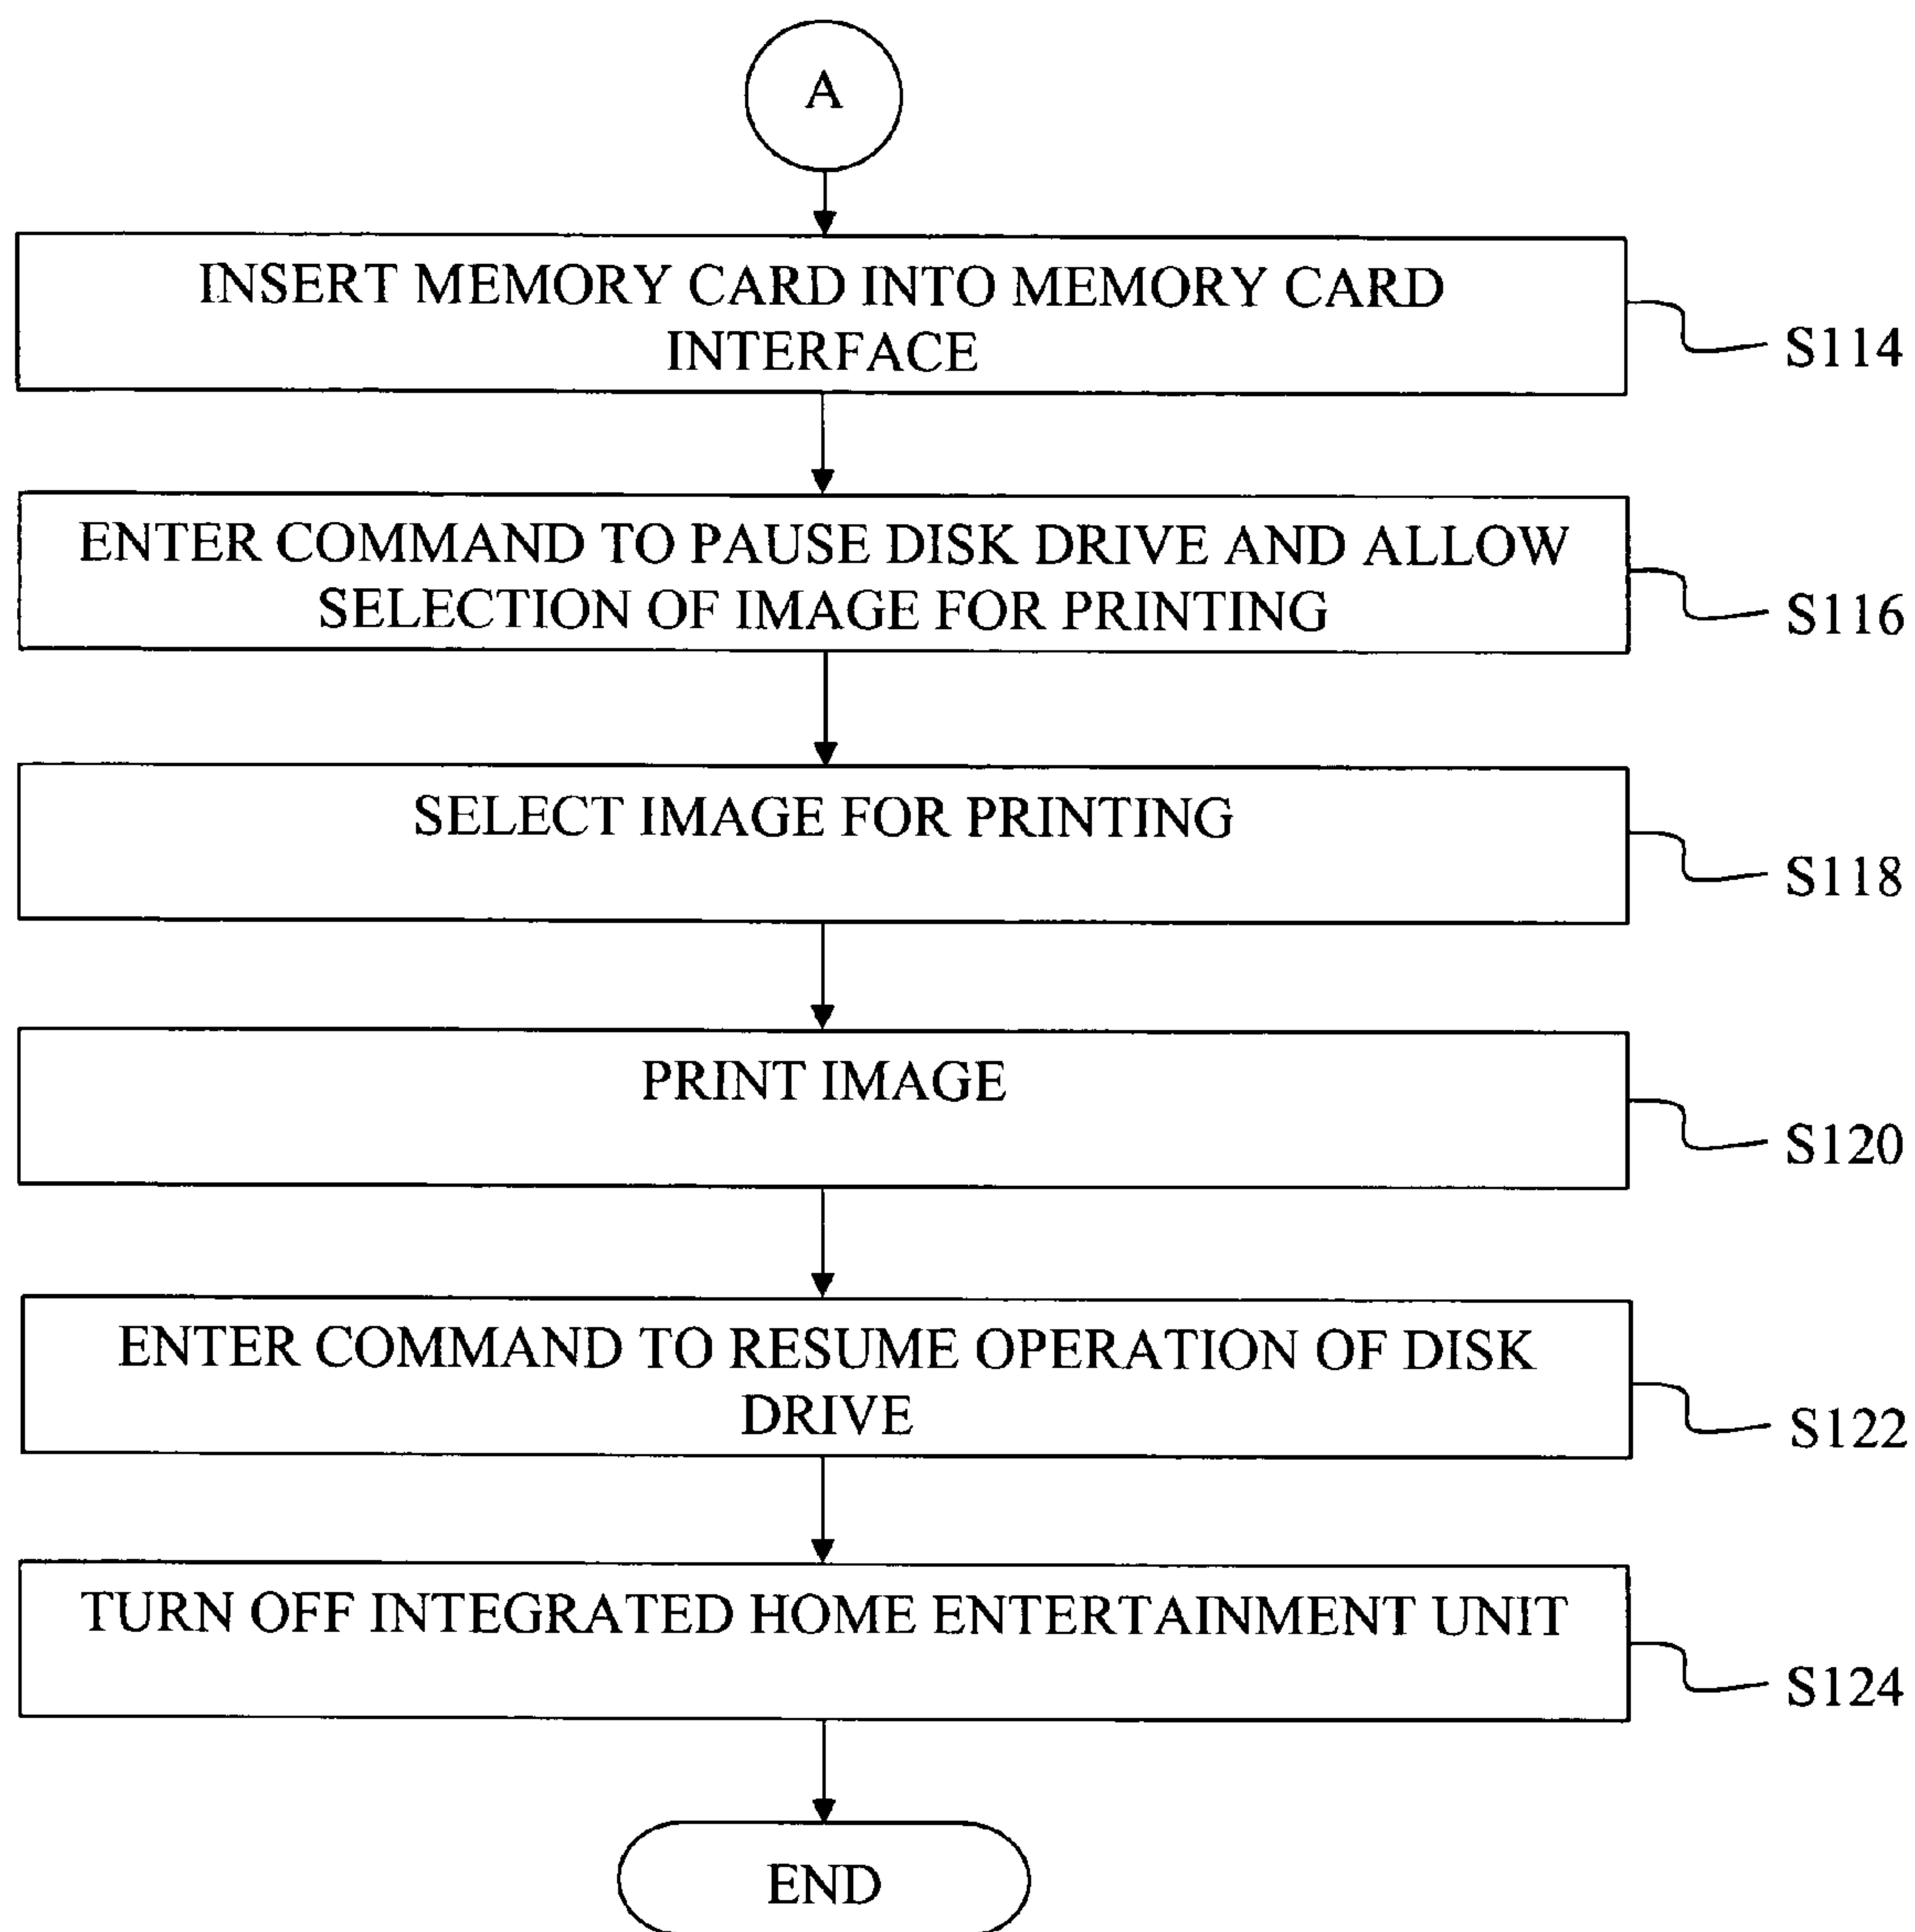 A
INSERT MEMORY CARD INTO MEMORY CARD
INTERFACE
S114
ENTER COMMAND TO PAUSE DISK DRIVE AND ALLOW
SELECTION OF IMAGE FOR PRINTING
S116
SELECT IMAGE FOR PRINTING
S118
PRINT IMAGE
S120
ENTER COMMAND TO RESUME OPERATION OF DISK
DRIVE
S122
TURN OFF INTEGRATED HOME ENTERTAINMENT UNIT
S124
END